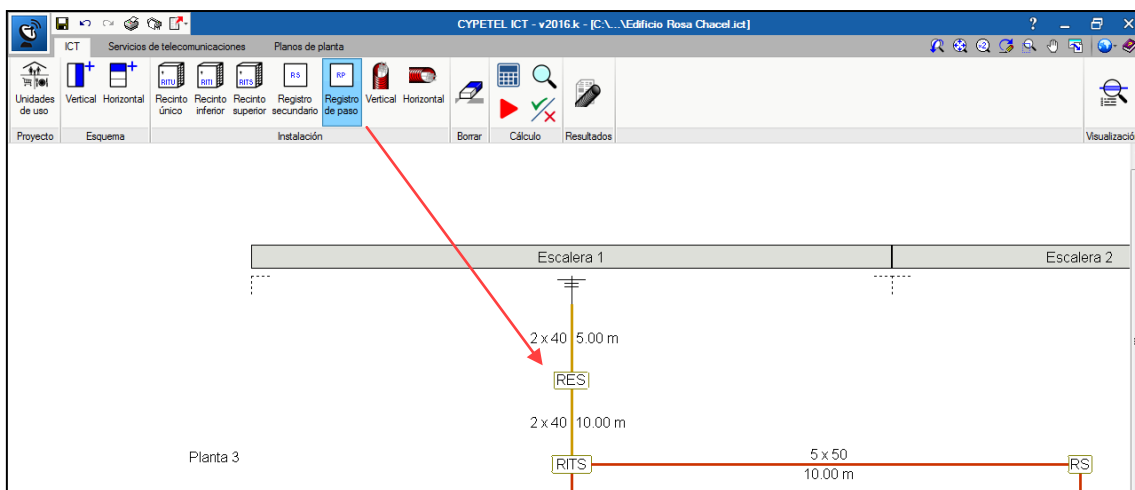 CYPETEL ICT - v2016.k - [C:\...\Edificio Rosa Chacel.ict]
?
ICT Servicios de telecomunicaciones Planos de planta
RITU RITI RITS RS RP
Unidades de uso
Vertical
Horizontal
Recinto único
Recinto inferior
Recinto superior
Registro secundario
Registro de paso
Vertical
Horizontal
Proyecto Esquema Instalación Borrar Cálculo Resultados Visualizació
Escalera 1 Escalera 2
2 x 40 5.00 m
RES
2 x 40 10.00 m
Planta 3
RITS
5 x 50
10.00 m
RS